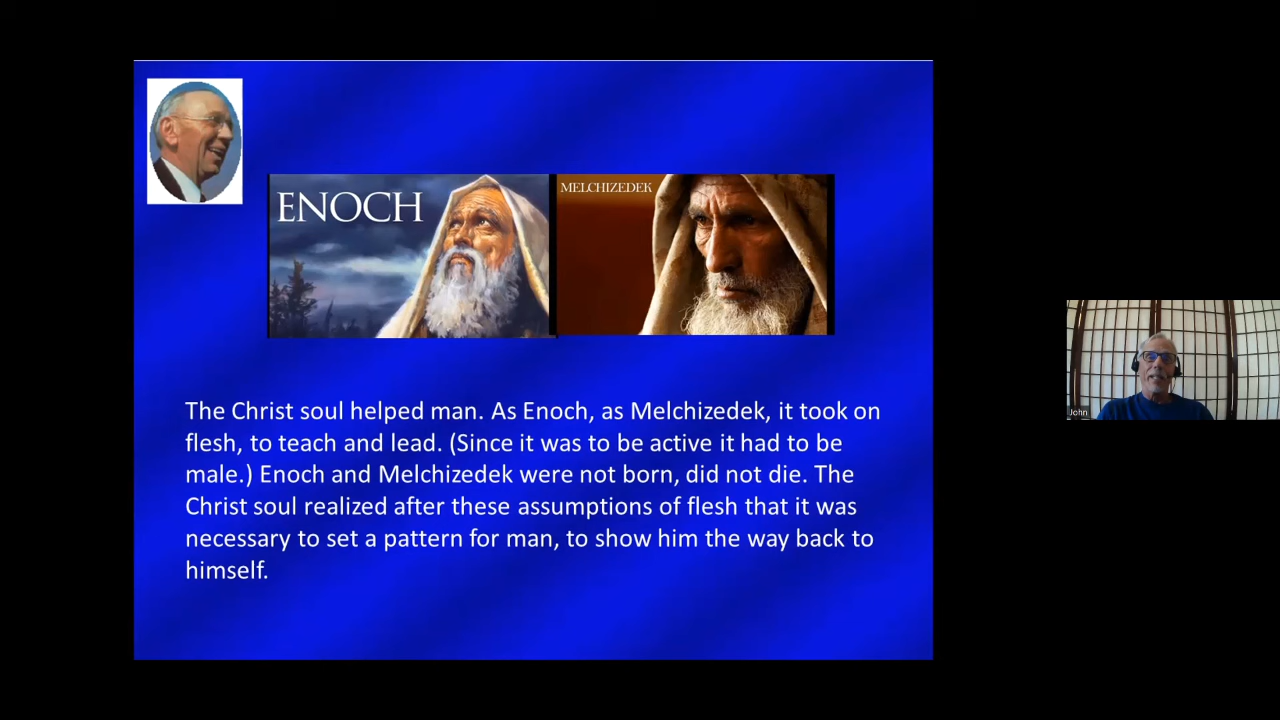 ENOCH
MELCHIZEDEK
The Christ soul helped man. As Enoch, as Melchizedek, it took on
flesh, to teach and lead. (Since it was to be active it had to be
male.) Enoch and Melchizedek were not born, did not die. The
Christ soul realized after these assumptions of flesh that it was
necessary to set a pattern for man, to show him the way back to
himself.
John